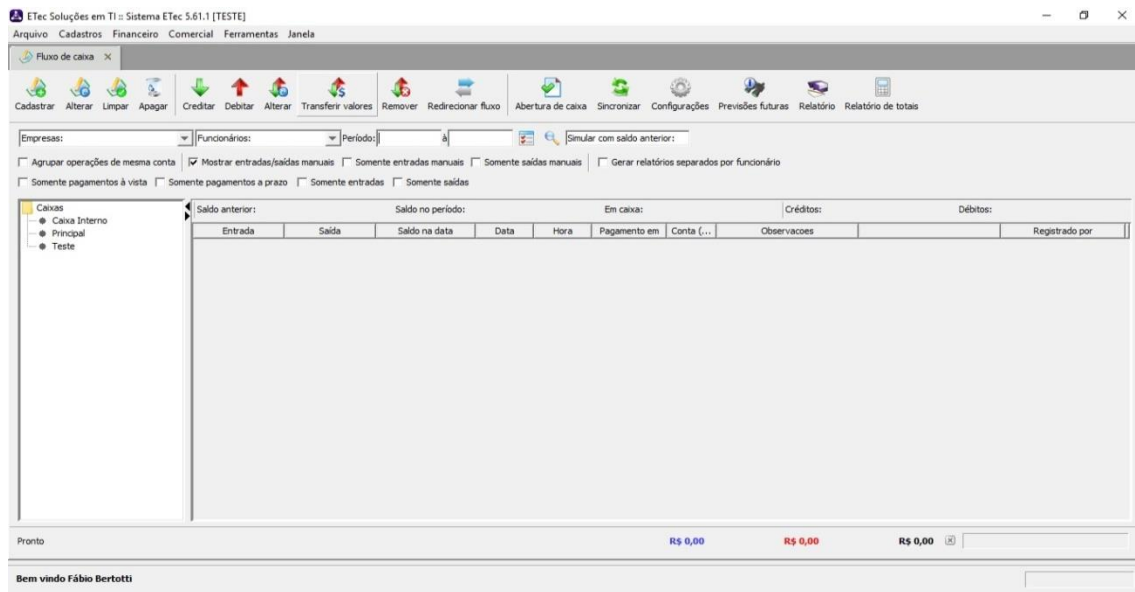 ETec Soluções em TI :: Sistema ETec 5.61.1 [TESTE]
Arquivo Cadastros Financeiro Comercial Ferramentas Janela
Fluxo de caixa
Cadastrar Alterar Limpar Apagar Creditar Debitar Alterar Transferir valores Remover Redirecionar fluxo Abertura de caixa Sincronizar Configurações Previsões futuras Relatório Relatório de totais
Empresas: Funcionários: Período: à Simular com saldo anterior:
Agrupar operações de mesma conta Mostrar entradas/saídas manuais Somente entradas manuais Somente saídas manuais Gerar relatórios separados por funcionário
Somente pagamentos à vista Somente pagamentos a prazo Somente entradas Somente saídas
Caixas
Caixa Interno
Principal
Teste
Saldo anterior: Saldo no período: Em caixa: Créditos: Débitos:
Entrada Saída Saldo na data Data Hora Pagamento em Conta (... Observacoes Registrado por
Pronto R$ 0,00 R$ 0,00 R$ 0,00
Bem vindo Fábio Bertotti